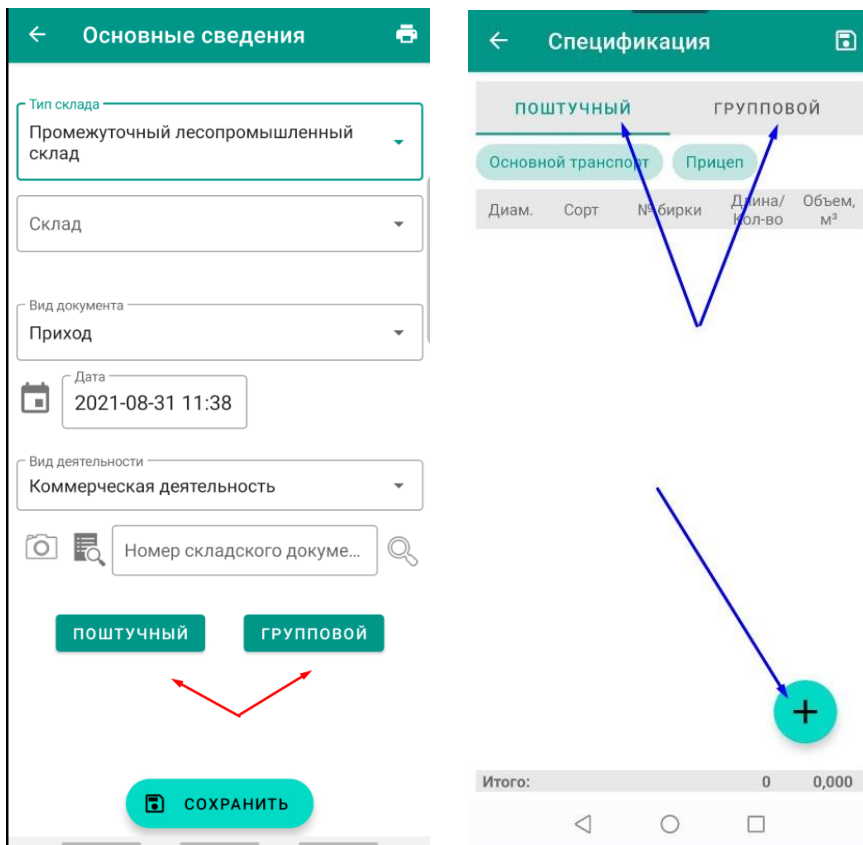 Основные сведения
Тип склада
Промежуточный лесопромышленный
склад
Склад
Вид документа
Приход
Дата
2021-08-31 11:38
Вид деятельности
Коммерческая деятельность
Номер складского докуме...
ПОШТУЧНЫЙ ГРУППОВОЙ
СОХРАНИТЬ
Спецификация
ПОШТУЧНЫЙ ГРУППОВОЙ
Основной транспорт Прицеп
Диам. Сорт № бирки Длина/ Объем,
Кол-во м³
Итого: 0 0,000